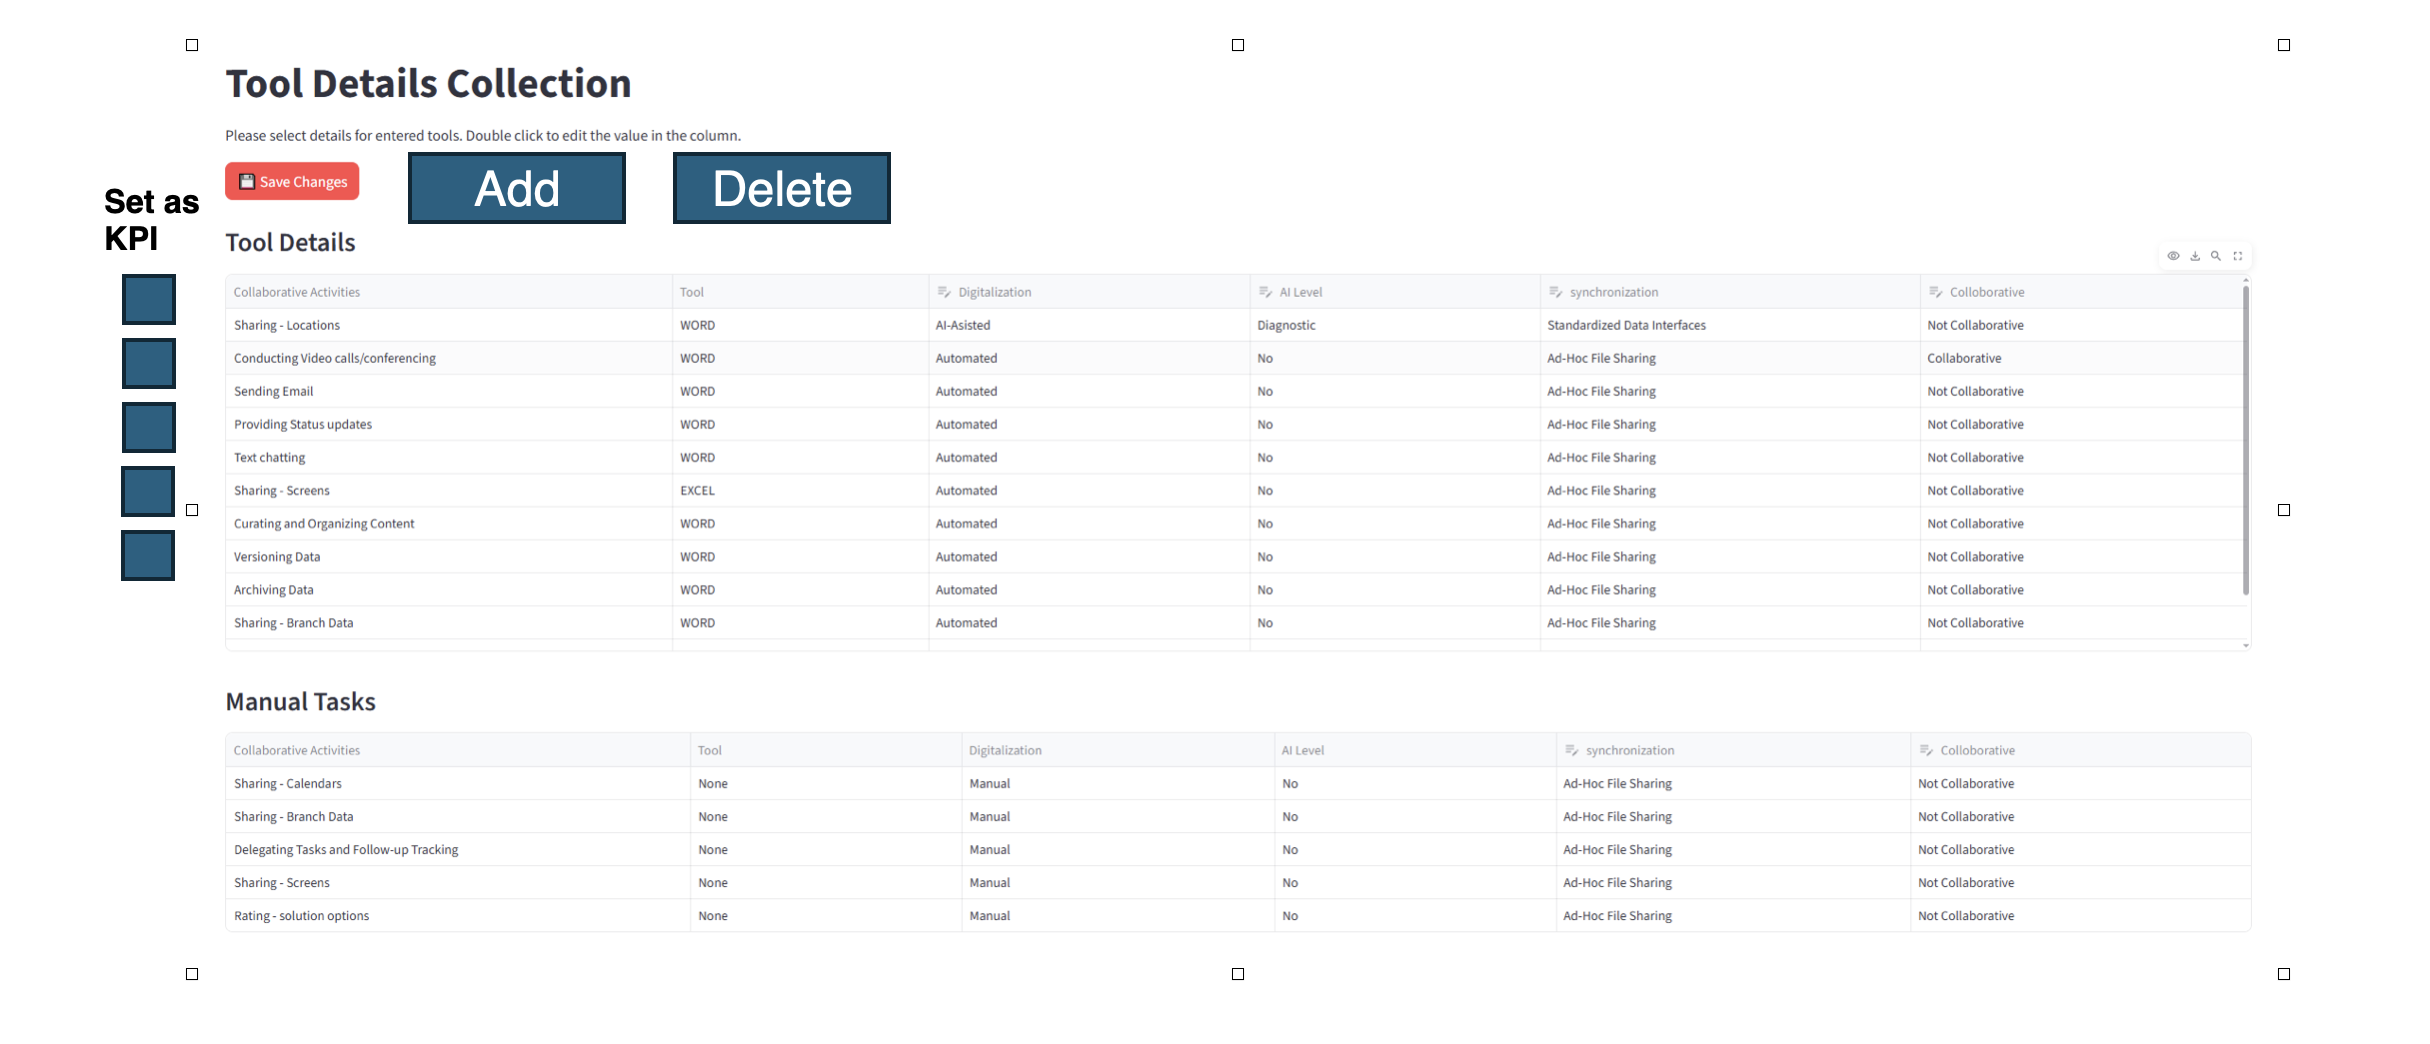 Tool Details Collection
Please select details for entered tools. Double click to edit the value in the column.
Save Changes Add Delete
Set as
KPI
Tool Details
Collaborative Activities Tool Digitalization AI Level synchronization Colloborative
Sharing - Locations WORD AI-Asisted Diagnostic Standardized Data Interfaces Not Collaborative
Conducting Video calls/conferencing WORD Automated No Ad-Hoc File Sharing Collaborative
Sending Email WORD Automated No Ad-Hoc File Sharing Not Collaborative
Providing Status updates WORD Automated No Ad-Hoc File Sharing Not Collaborative
Text chatting WORD Automated No Ad-Hoc File Sharing Not Collaborative
Sharing - Screens EXCEL Automated No Ad-Hoc File Sharing Not Collaborative
Curating and Organizing Content WORD Automated No Ad-Hoc File Sharing Not Collaborative
Versioning Data WORD Automated No Ad-Hoc File Sharing Not Collaborative
Archiving Data WORD Automated No Ad-Hoc File Sharing Not Collaborative
Sharing - Branch Data WORD Automated No Ad-Hoc File Sharing Not Collaborative
Manual Tasks
Collaborative Activities Tool Digitalization AI Level synchronization Colloborative
Sharing - Calendars None Manual No Ad-Hoc File Sharing Not Collaborative
Sharing - Branch Data None Manual No Ad-Hoc File Sharing Not Collaborative
Delegating Tasks and Follow-up Tracking None Manual No Ad-Hoc File Sharing Not Collaborative
Sharing - Screens None Manual No Ad-Hoc File Sharing Not Collaborative
Rating - solution options None Manual No Ad-Hoc File Sharing Not Collaborative